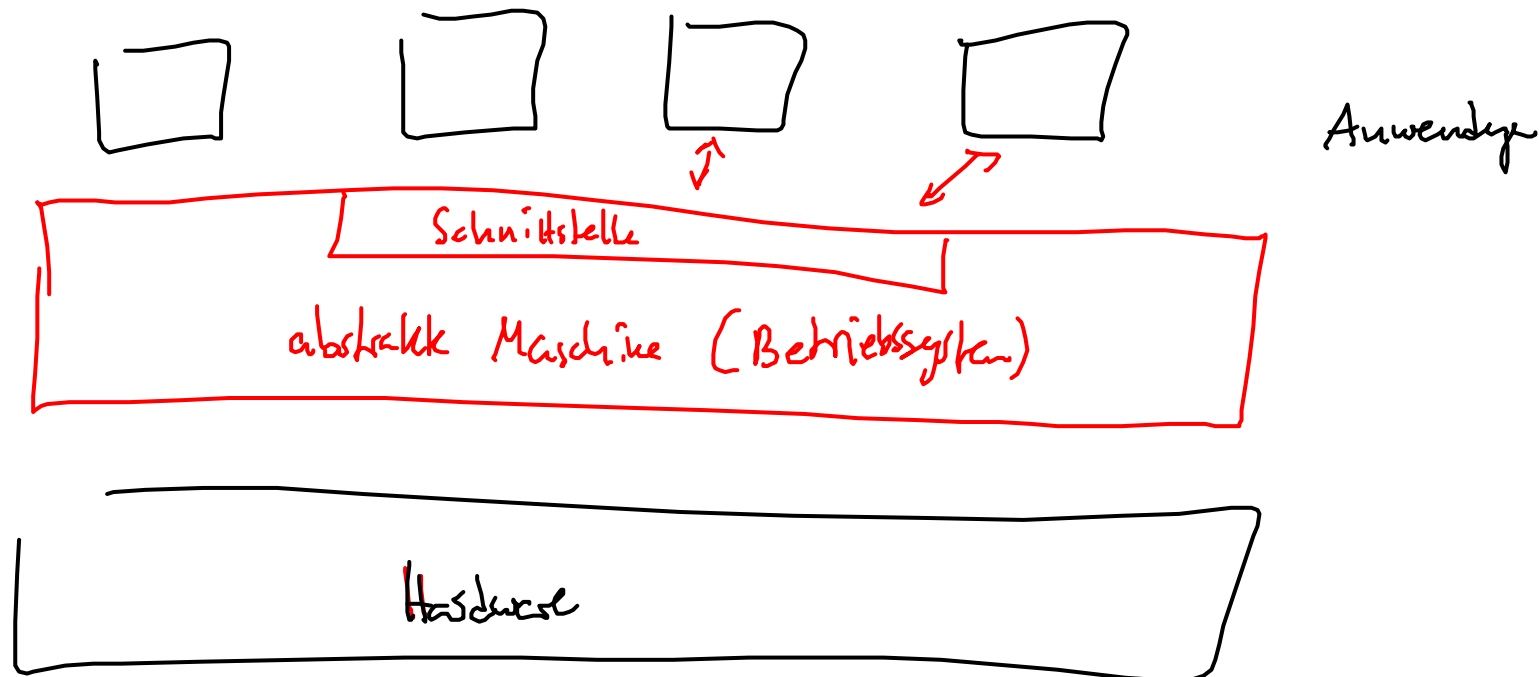 Anwendungen
Schnittstelle
abstrakte Maschine (Betriebssystem)
Hardware